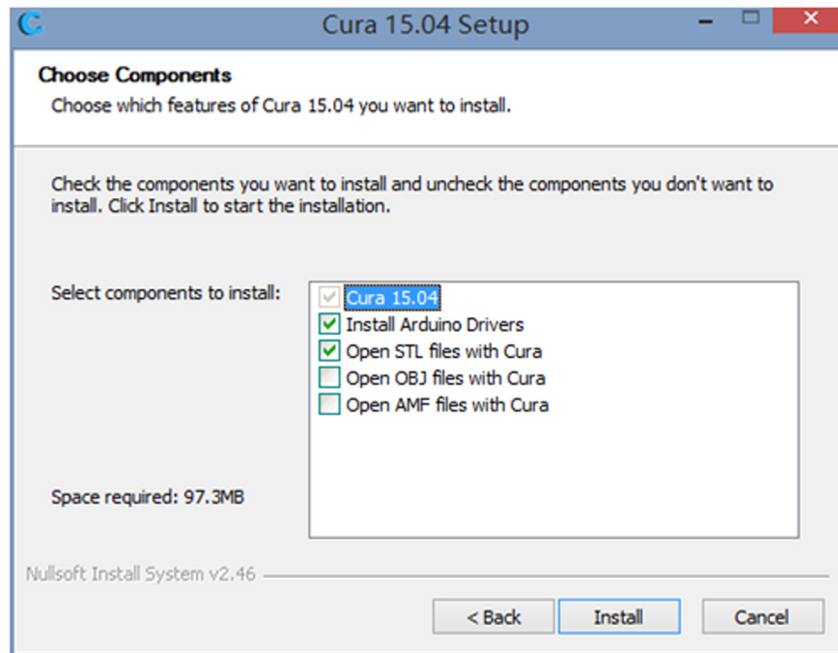 Cura 15.04 Setup
Choose Components
Choose which features of Cura 15.04 you want to install.
Check the components you want to install and uncheck the components you don't want to
install. Click Install to start the installation.
Select components to install:
Cura 15.04
Install Arduino Drivers
Open STL files with Cura
Open OBJ files with Cura
Open AMF files with Cura
Space required: 97.3MB
Nullsoft Install System v2.46
< Back
Install
Cancel